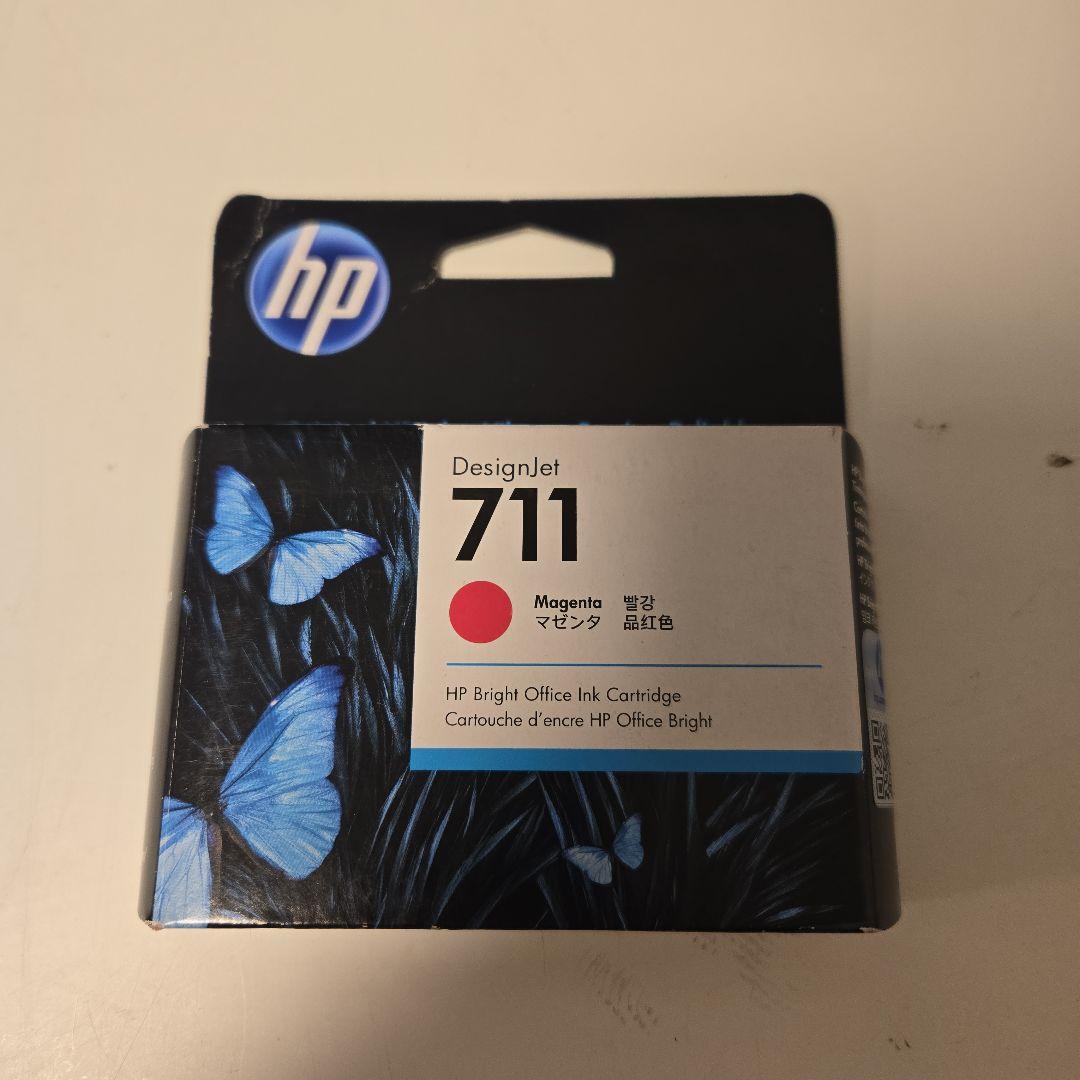 hp
DesignJet
711
Magenta 빨강
マゼンタ 品红色
HP Bright Office Ink Cartridge
Cartouche d'encre HP Office Bright